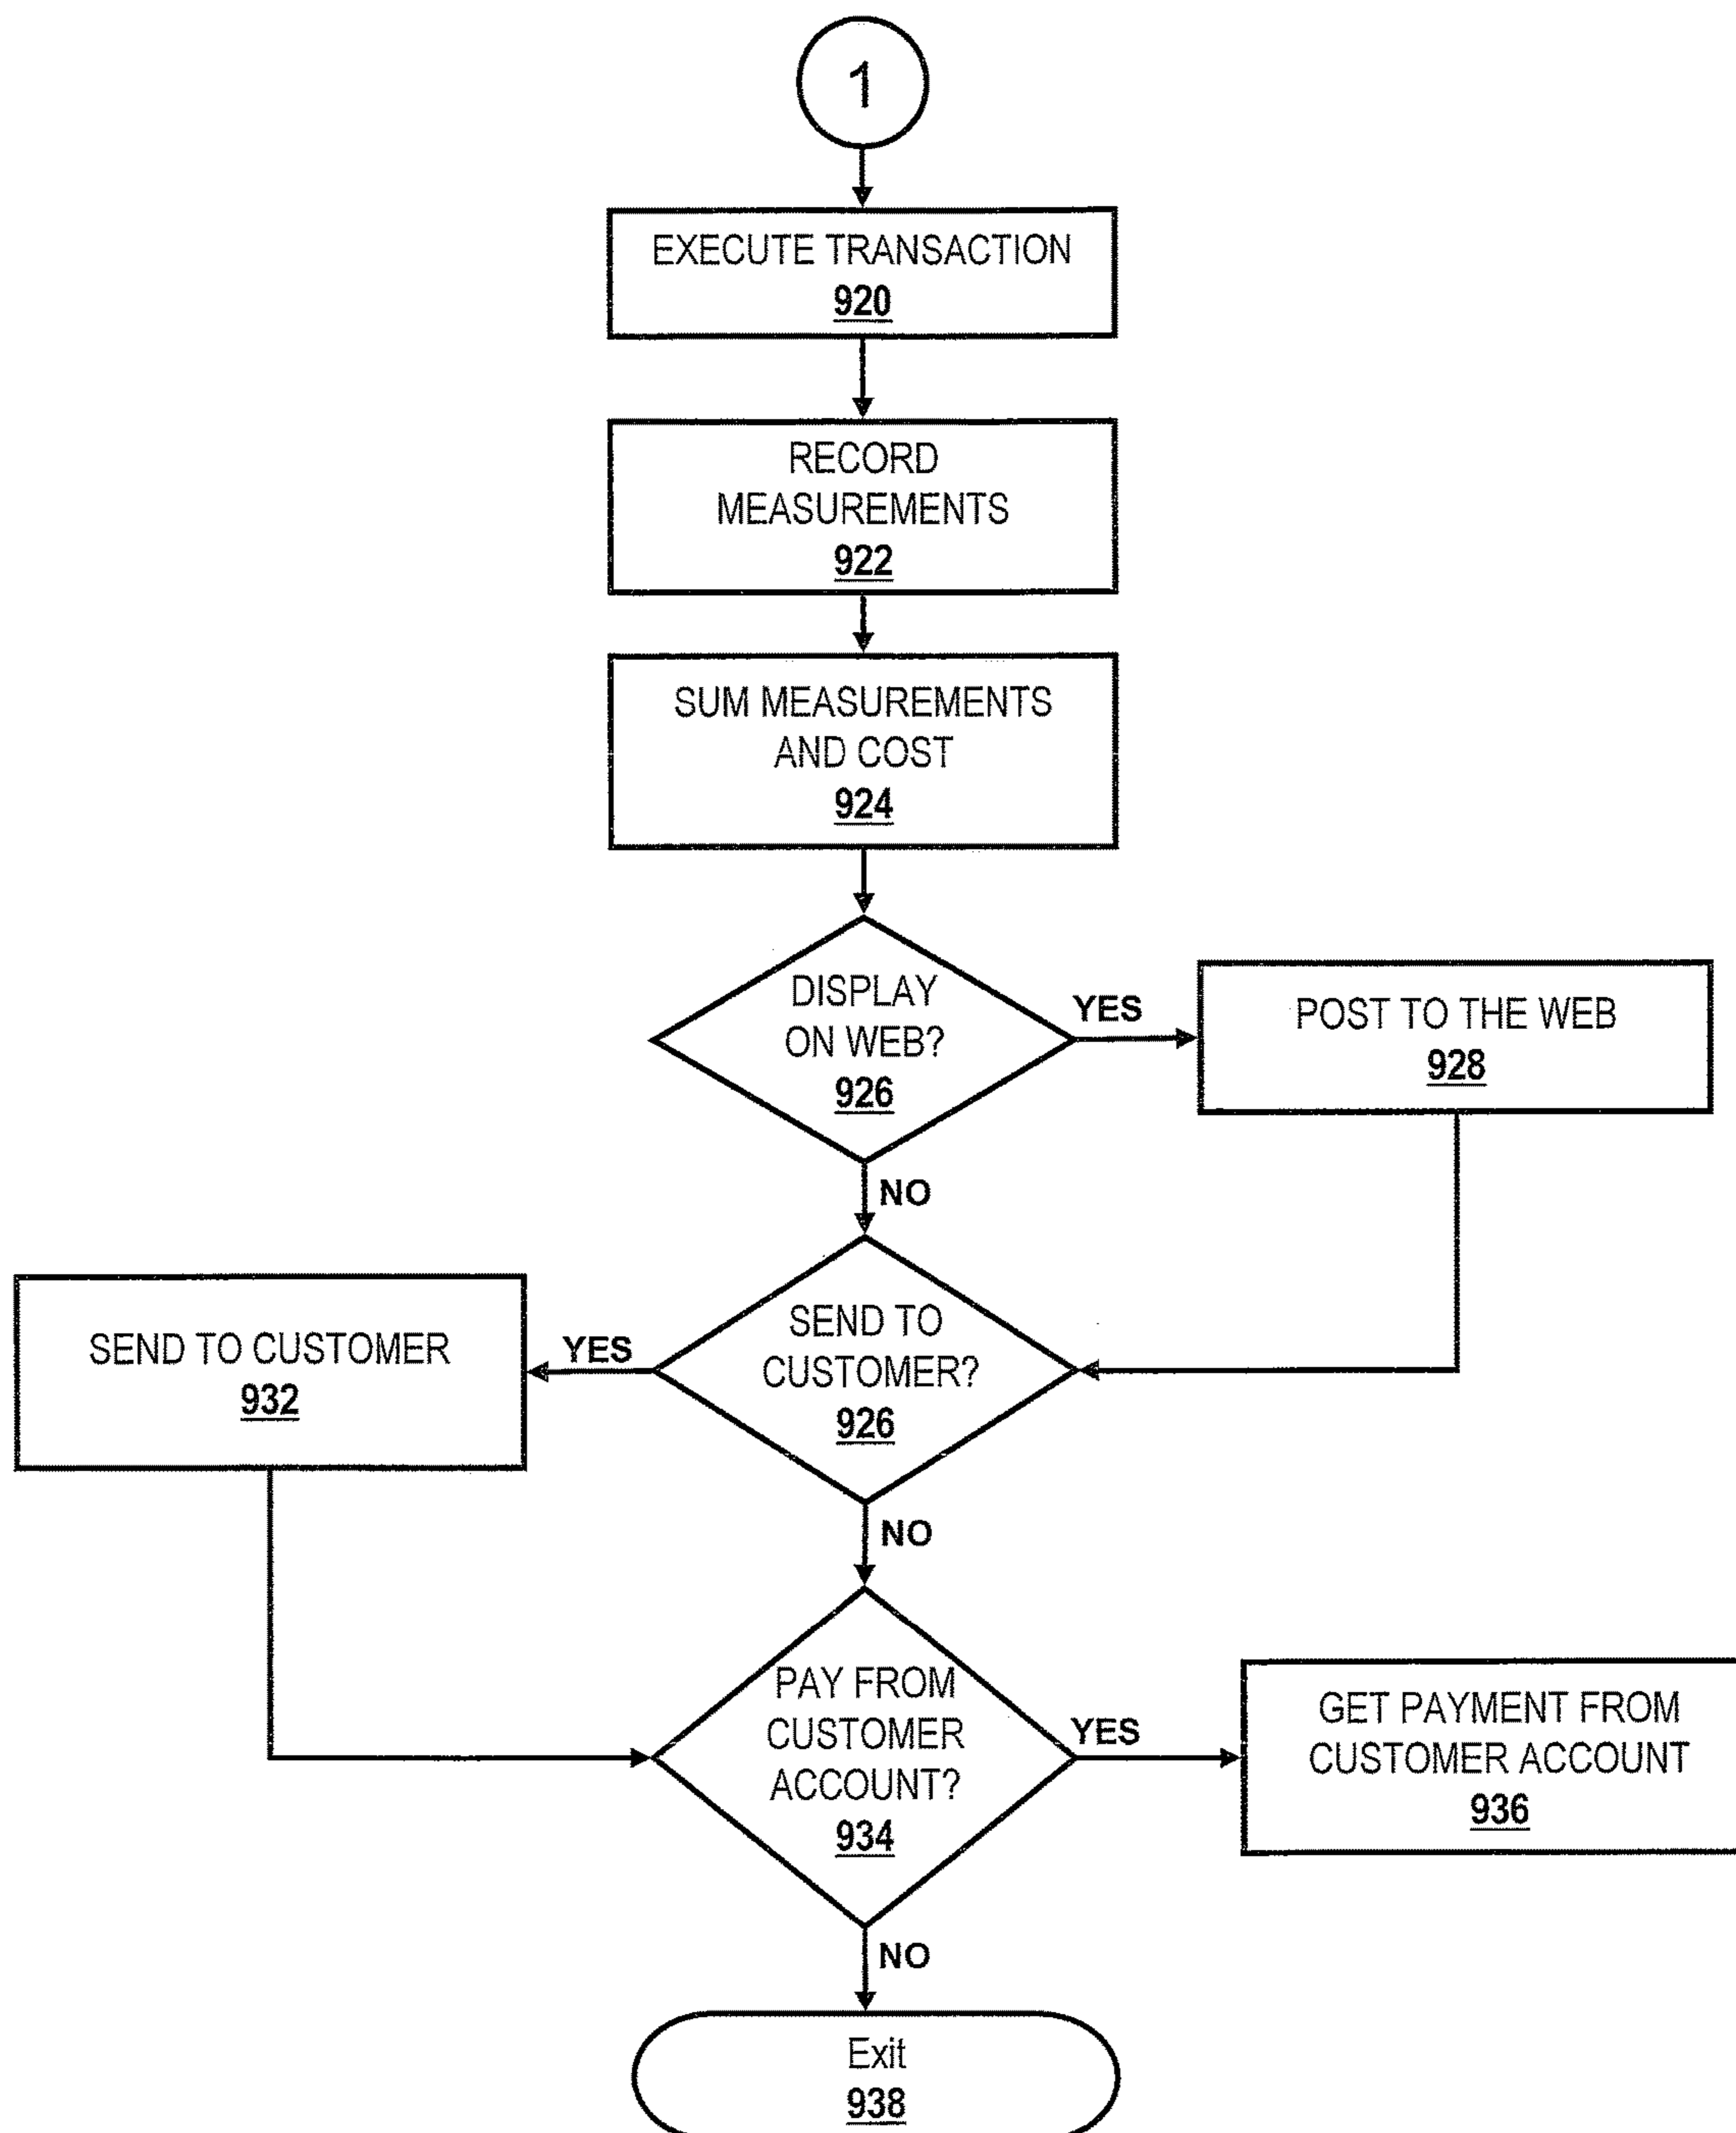 1
EXECUTE TRANSACTION
920
RECORD
MEASUREMENTS
922
SUM MEASUREMENTS
AND COST
924
DISPLAY
ON WEB?
926
YES
POST TO THE WEB
928
NO
SEND TO CUSTOMER
932
YES
SEND TO
CUSTOMER?
926
NO
PAY FROM
CUSTOMER
ACCOUNT?
934
YES
GET PAYMENT FROM
CUSTOMER ACCOUNT
936
NO
Exit
938